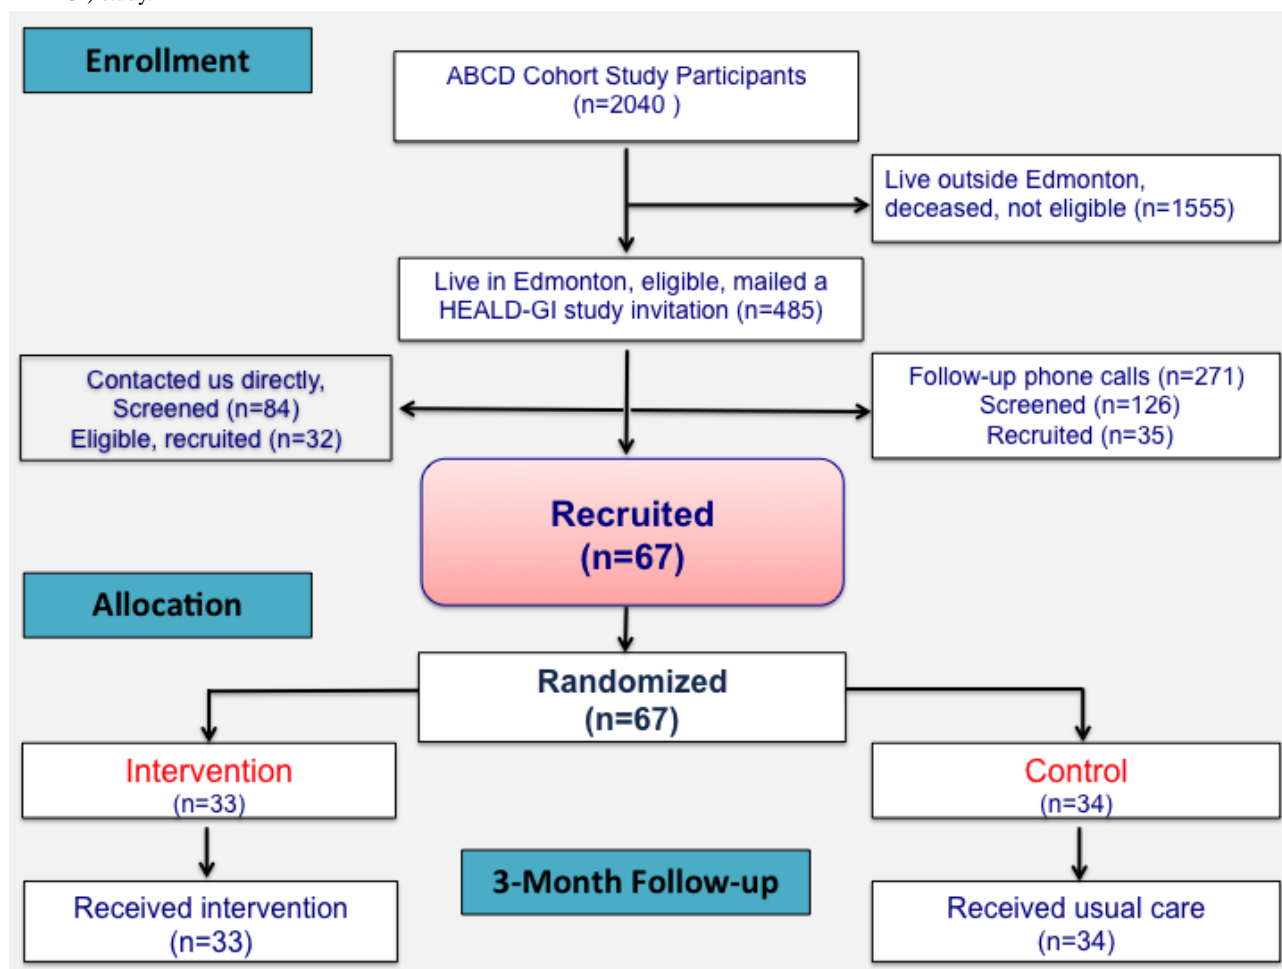 Enrollment
ABCD Cohort Study Participants
(n=2040 )
Live outside Edmonton,
deceased, not eligible (n=1555)
Live in Edmonton, eligible, mailed a
HEALD-GI study invitation (n=485)
Contacted us directly,
Screened (n=84)
Eligible, recruited (n=32)
Follow-up phone calls (n=271)
Screened (n=126)
Recruited (n=35)
Recruited
(n=67)
Allocation
Randomized
(n=67)
Intervention
(n=33)
Control
(n=34)
3-Month Follow-up
Received intervention
(n=33)
Received usual care
(n=34)